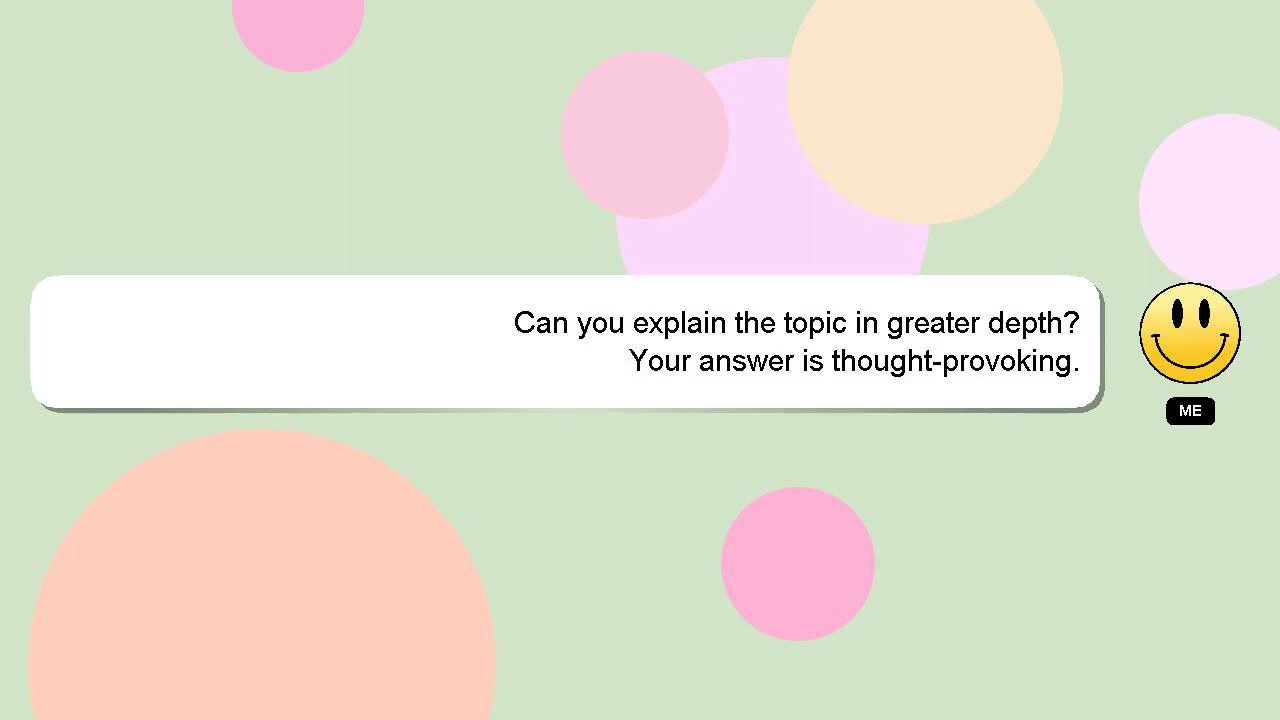 Can you explain the topic in greater depth?
Your answer is thought-provoking.
ME